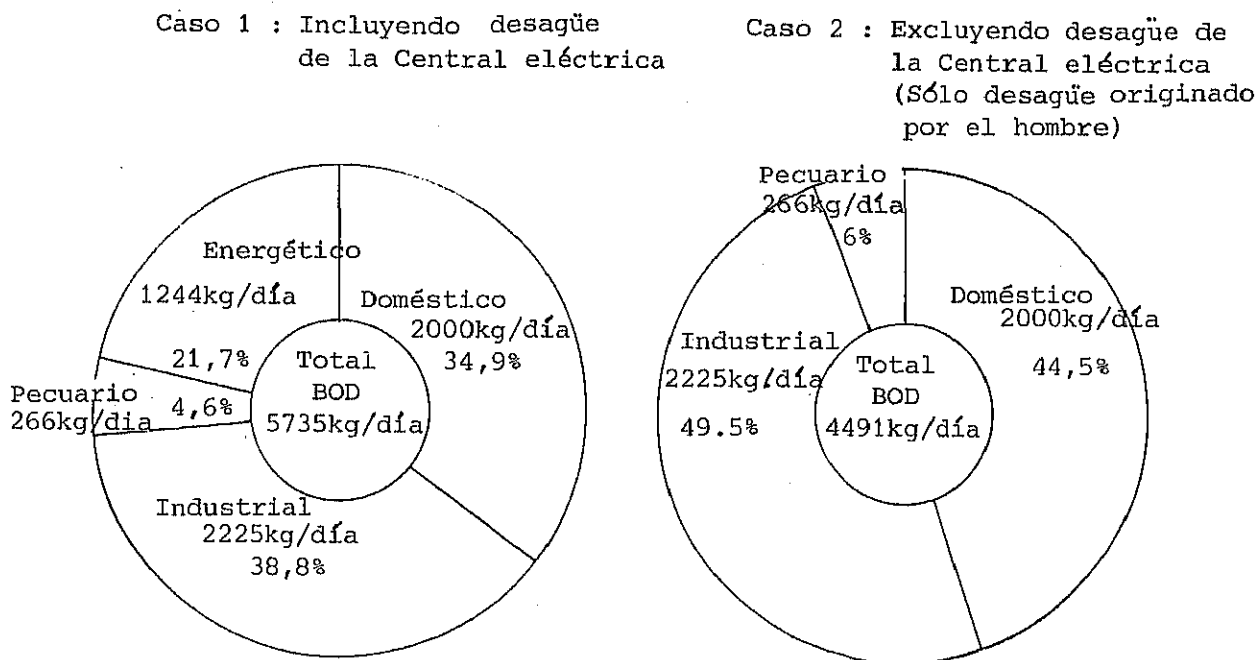 Caso 1 : Incluyendo desagüe
de la Central eléctrica
Energético
1244kg/día
21,7%
Doméstico
2000kg/día
34,9%
Pecuario
266kg/dia
4,6%
Total
BOD
5735kg/día
Industrial
2225kg/día
38,8%
Caso 2 : Excluyendo desagüe de
la Central eléctrica
(Sólo desagüe originado
por el hombre)
Pecuario
266kg/día
6%
Doméstico
2000kg/día
44,5%
Industrial
2225kg/día
49.5%
Total
BOD
4491kg/día